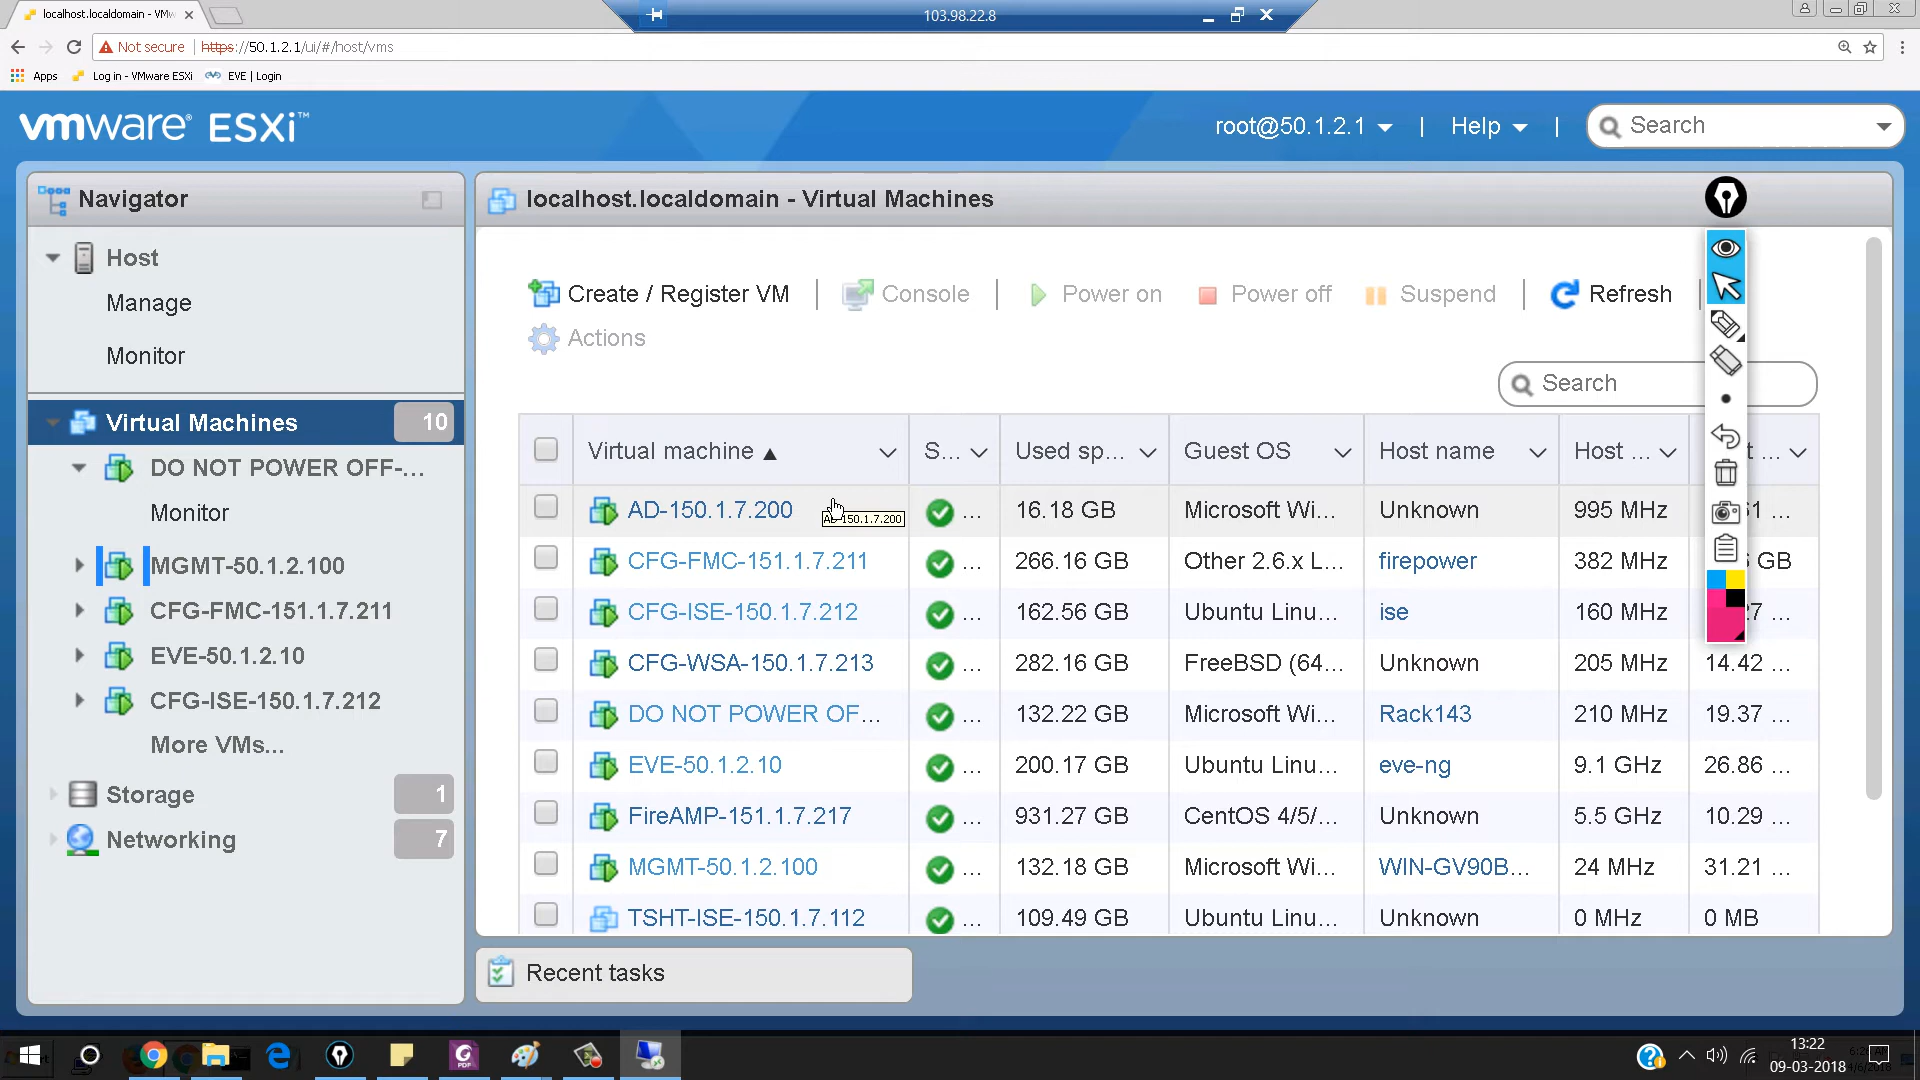 localhost.localdomain - VMw
103.98.22.8
Not secure | https://50.1.2.1/ui/#/host/vms
Apps Log in - VMware ESXi EVE | Login
vmware® ESXi™
root@50.1.2.1 | Help | Search
Navigator
Host
Manage
Monitor
Virtual Machines 10
DO NOT POWER OFF-...
Monitor
MGMT-50.1.2.100
CFG-FMC-151.1.7.211
EVE-50.1.2.10
CFG-ISE-150.1.7.212
More VMs...
Storage 1
Networking 7
localhost.localdomain - Virtual Machines
Create / Register VM | Console | Power on Power off Suspend | Refresh |
Actions
Search
Virtual machine ▲ S... Used sp... Guest OS Host name Host ... t ...
AD-150.1.7.200 ... 16.18 GB Microsoft Wi... Unknown 995 MHz 61 ...
AD-150.1.7.200
CFG-FMC-151.1.7.211 ... 266.16 GB Other 2.6.x L... firepower 382 MHz GB
CFG-ISE-150.1.7.212 ... 162.56 GB Ubuntu Linu... ise 160 MHz 27 ...
CFG-WSA-150.1.7.213 ... 282.16 GB FreeBSD (64... Unknown 205 MHz 14.42 ...
DO NOT POWER OF... ... 132.22 GB Microsoft Wi... Rack143 210 MHz 19.37 ...
EVE-50.1.2.10 ... 200.17 GB Ubuntu Linu... eve-ng 9.1 GHz 26.86 ...
FireAMP-151.1.7.217 ... 931.27 GB CentOS 4/5/... Unknown 5.5 GHz 10.29 ...
MGMT-50.1.2.100 ... 132.18 GB Microsoft Wi... WIN-GV90B... 24 MHz 31.21 ...
TSHT-ISE-150.1.7.112 ... 109.49 GB Ubuntu Linu... Unknown 0 MHz 0 MB
Recent tasks
13:22
09-03-2018